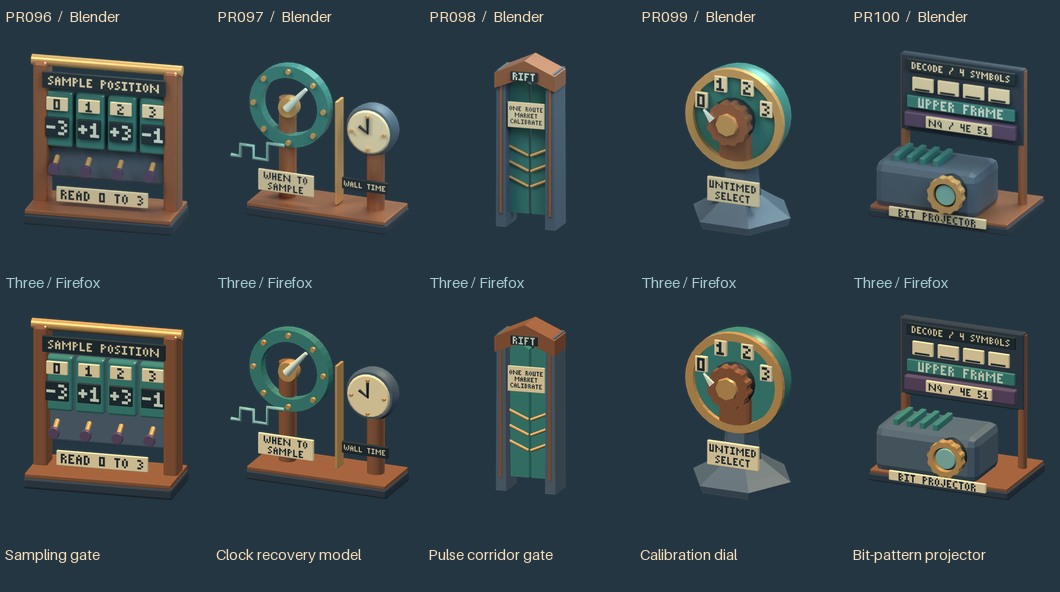 PR096 / Blender
PR097 / Blender
PR098 / Blender
PR099 / Blender
PR100 / Blender
SAMPLE POSITION
0 1 2 3
-3 +1 +3 -1
READ 0 TO 3
WHEN TO
SAMPLE
WALL TIME
RIFT
ONE ROUTE
MARKET
CALIBRATE
0 1 2 3
UNTIMED
SELECT
DECODE / 4 SYMBOLS
UPPER FRAME
NQ / 4E 51
BIT PROJECTOR
Three / Firefox
Three / Firefox
Three / Firefox
Three / Firefox
Three / Firefox
SAMPLE POSITION
0 1 2 3
-3 +1 +3 -1
READ 0 TO 3
WHEN TO
SAMPLE
WALL TIME
RIFT
ONE ROUTE
MARKET
CALIBRATE
0 1 2 3
UNTIMED
SELECT
DECODE / 4 SYMBOLS
UPPER FRAME
NQ / 4E 51
BIT PROJECTOR
Sampling gate
Clock recovery model
Pulse corridor gate
Calibration dial
Bit-pattern projector